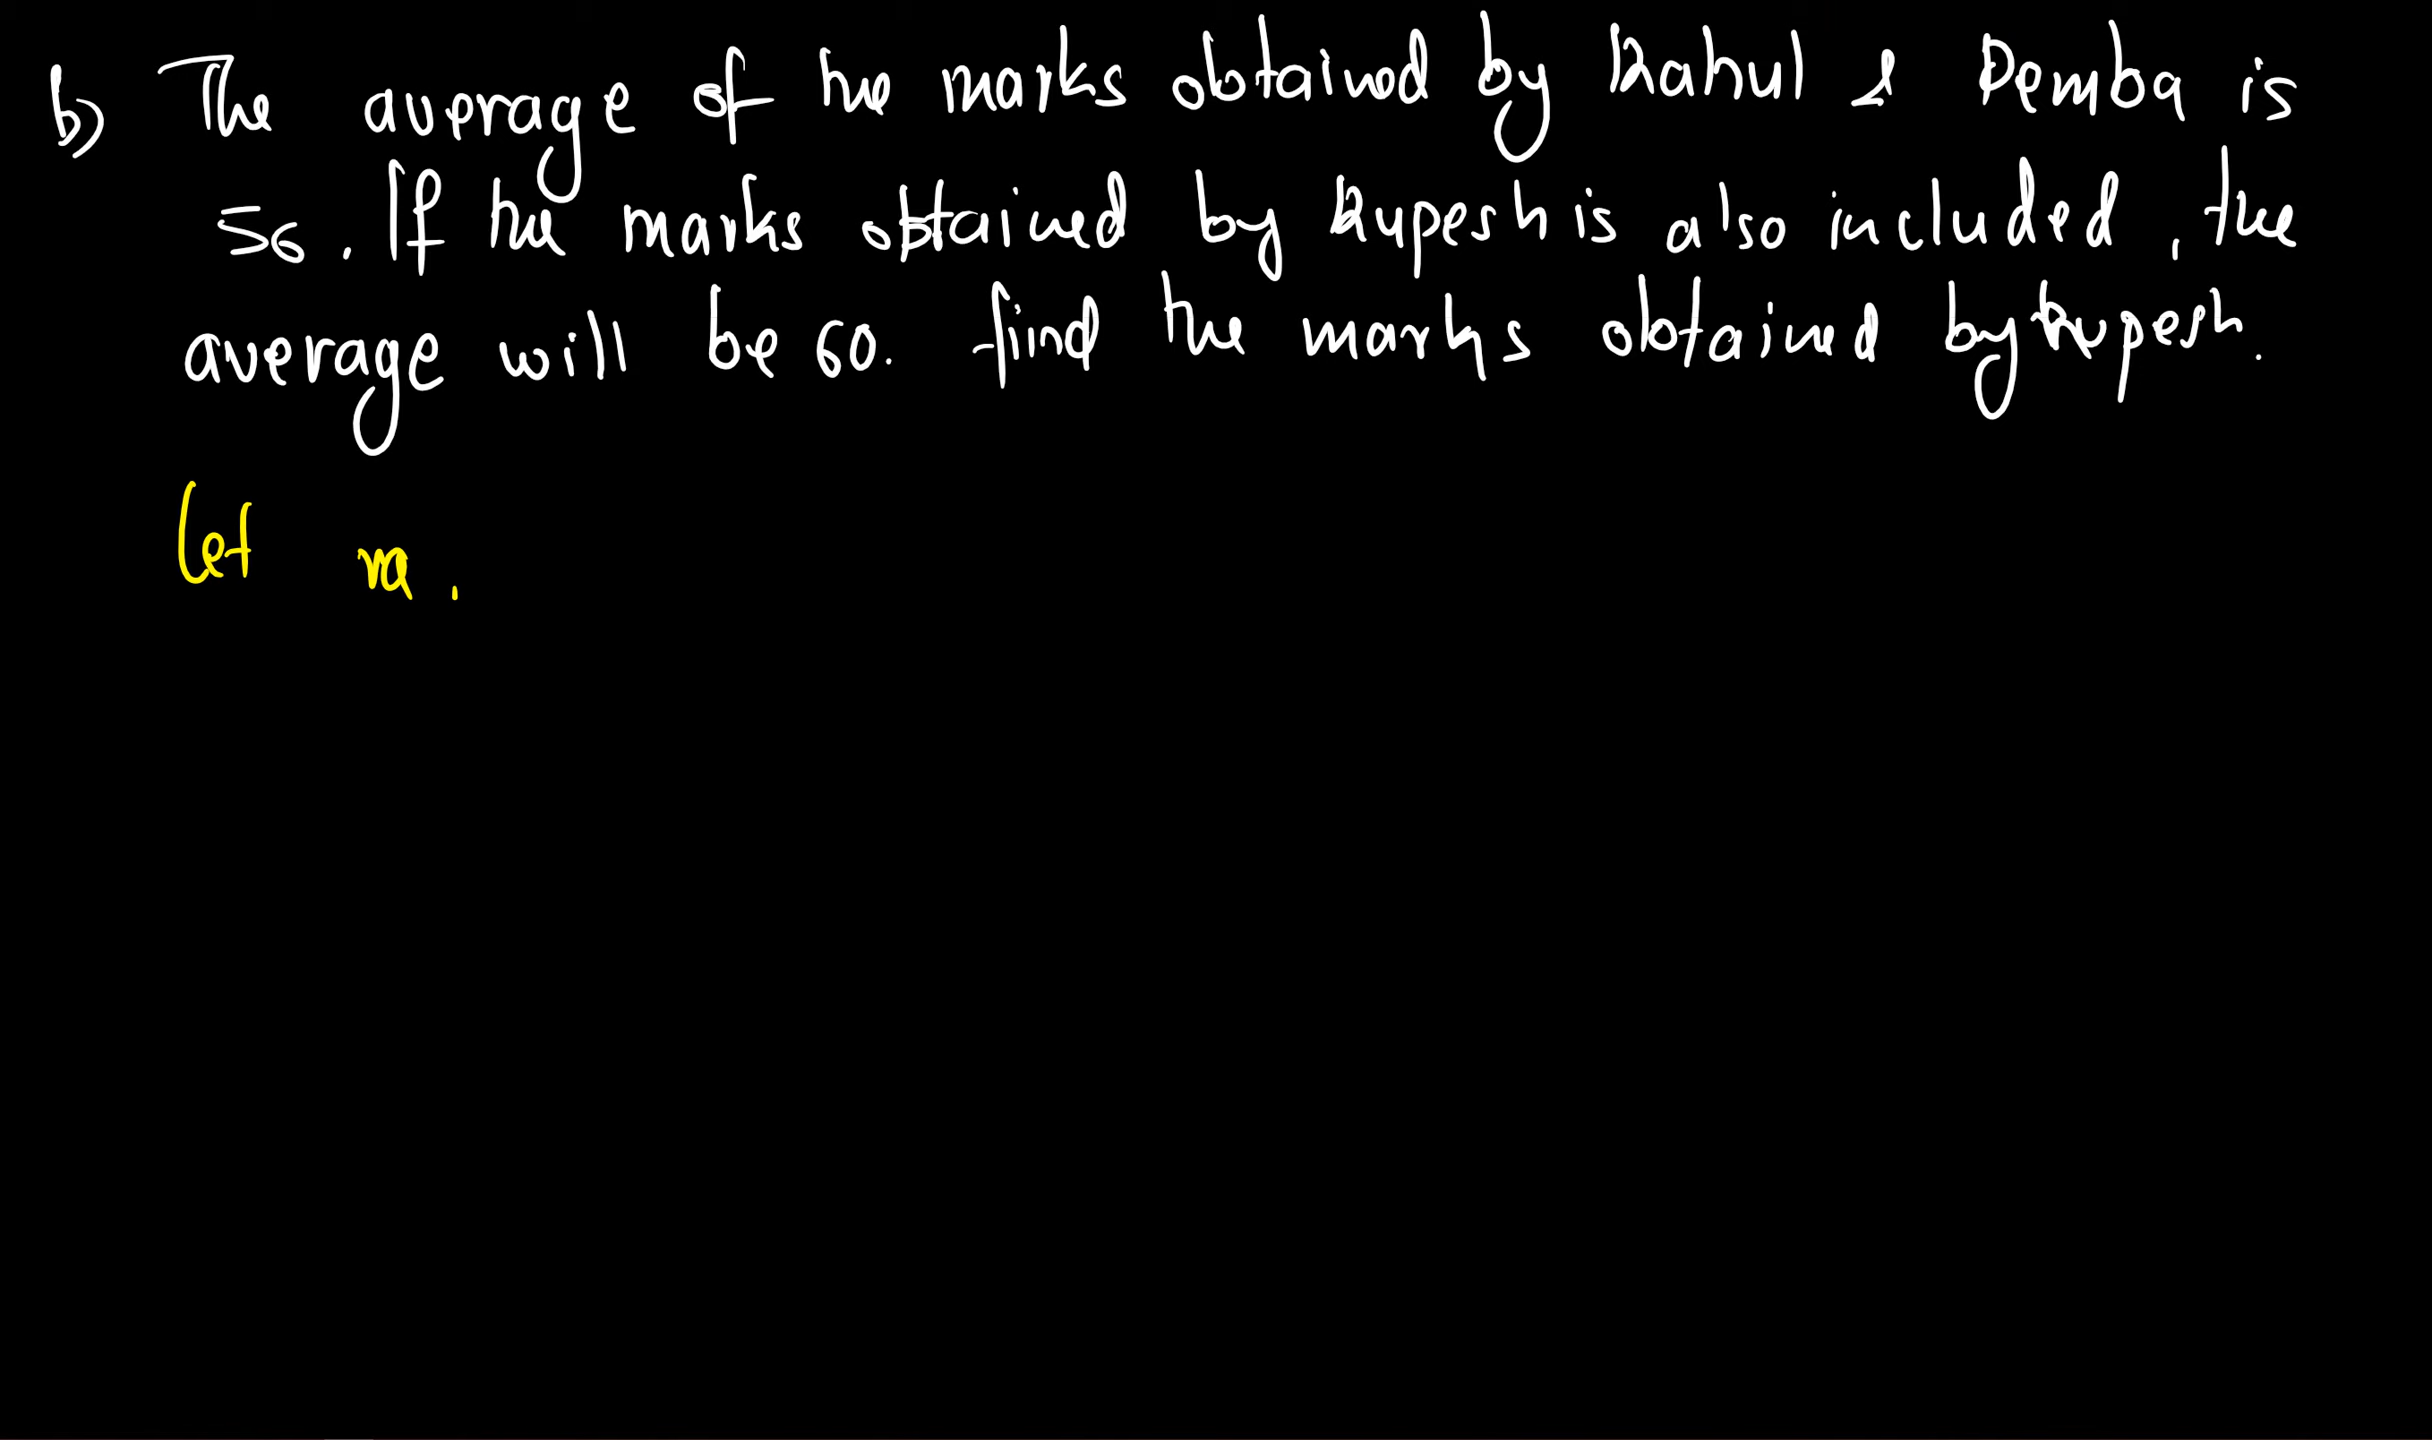 b) The average of the marks obtained by Rahul & Pemba is
56. If the marks obtained by Rupesh is also included, the
average will be 60. find the marks obtained by Rupesh.
Let ra.